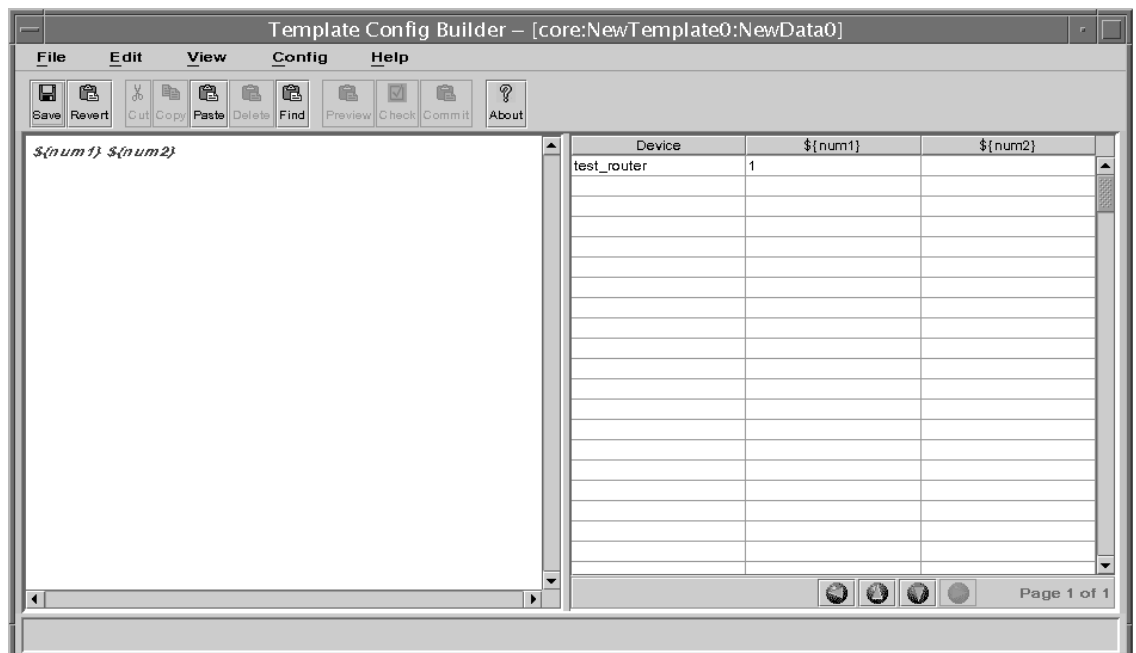 Template Config Builder – [core:NewTemplate0:NewData0]
File Edit View Config Help
Save Revert Cut Copy Paste Delete Find Preview Check Commit About
${num1} ${num2}
Device ${num1} ${num2}
test_router 1
Page 1 of 1